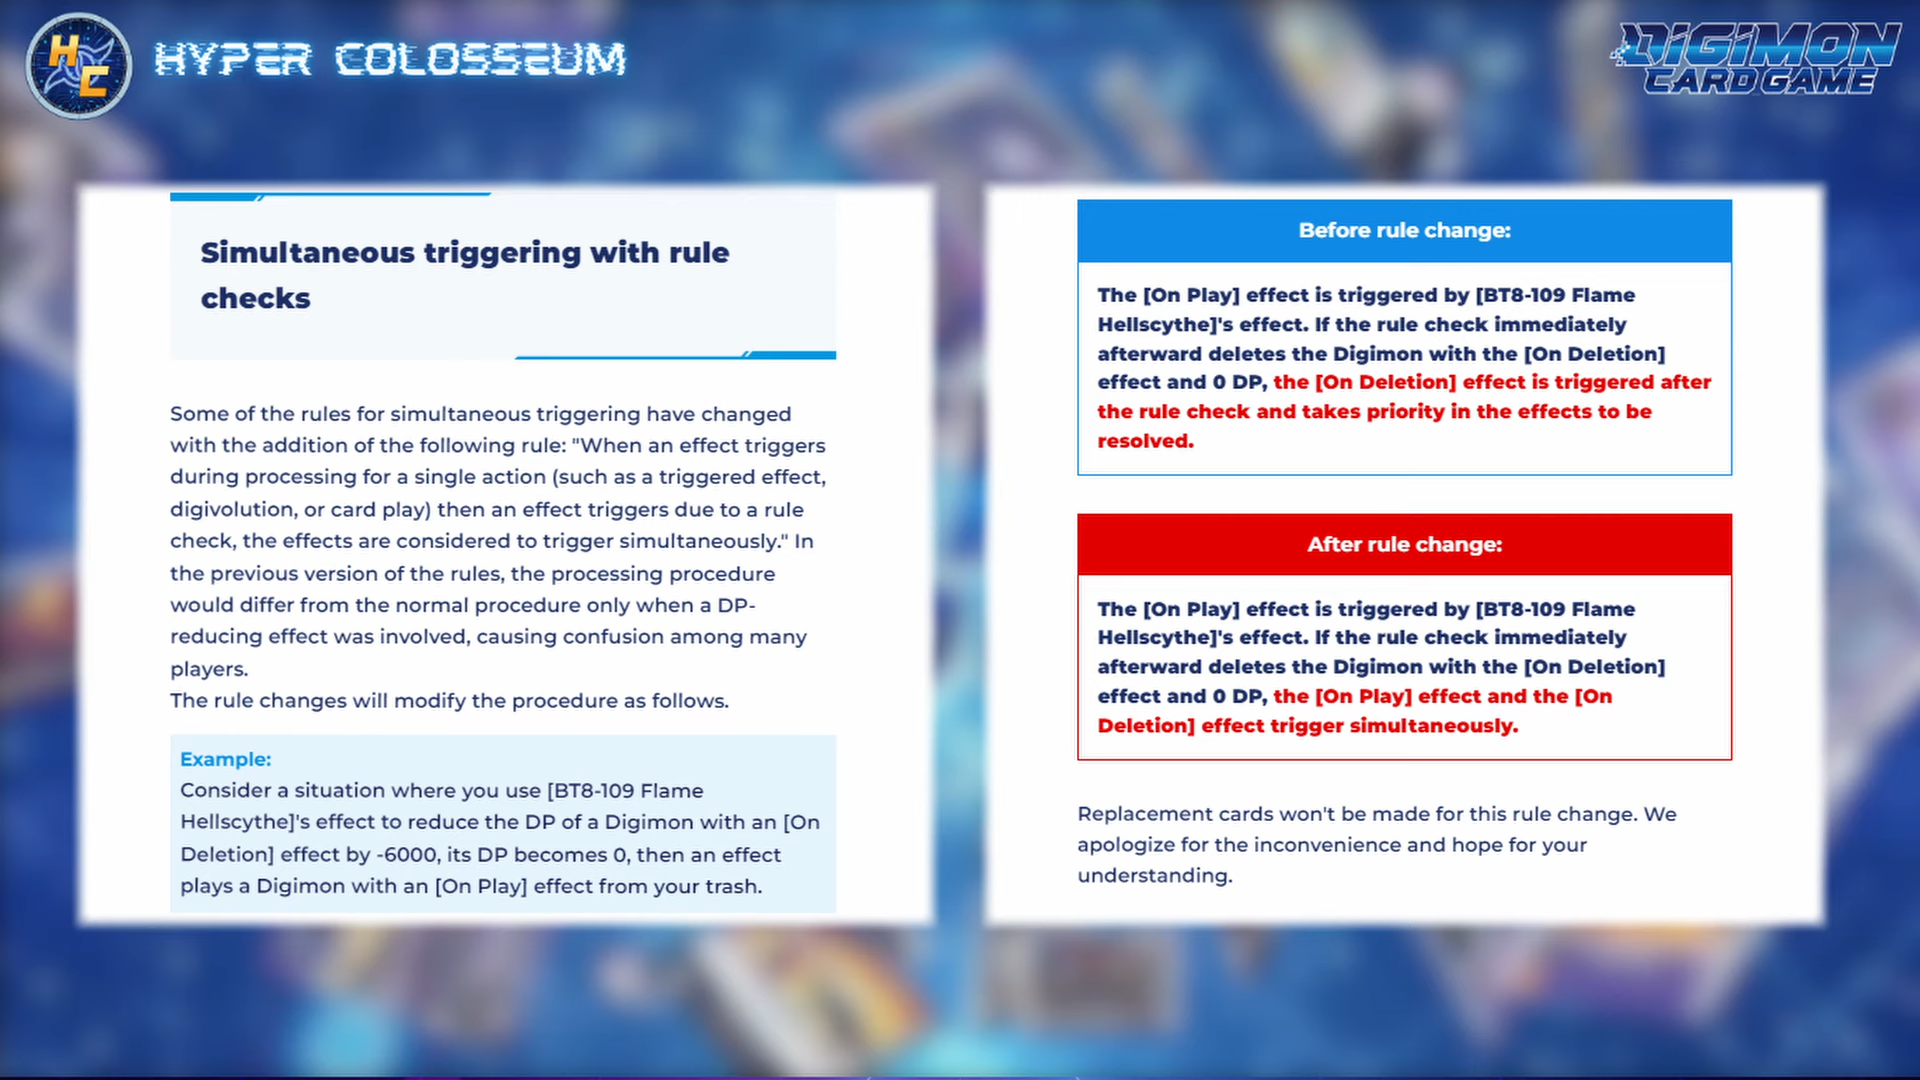 HC
HYPER COLOSSEUM
DIGIMON
CARD GAME
Simultaneous triggering with rule
checks
Some of the rules for simultaneous triggering have changed
with the addition of the following rule: "When an effect triggers
during processing for a single action (such as a triggered effect,
digivolution, or card play) then an effect triggers due to a rule
check, the effects are considered to trigger simultaneously." In
the previous version of the rules, the processing procedure
would differ from the normal procedure only when a DP-
reducing effect was involved, causing confusion among many
players.
The rule changes will modify the procedure as follows.
Example:
Consider a situation where you use [BT8-109 Flame
Hellscythe]'s effect to reduce the DP of a Digimon with an [On
Deletion] effect by -6000, its DP becomes 0, then an effect
plays a Digimon with an [On Play] effect from your trash.
Before rule change:
The [On Play] effect is triggered by [BT8-109 Flame
Hellscythe]'s effect. If the rule check immediately
afterward deletes the Digimon with the [On Deletion]
effect and 0 DP, the [On Deletion] effect is triggered after
the rule check and takes priority in the effects to be
resolved.
After rule change:
The [On Play] effect is triggered by [BT8-109 Flame
Hellscythe]'s effect. If the rule check immediately
afterward deletes the Digimon with the [On Deletion]
effect and 0 DP, the [On Play] effect and the [On
Deletion] effect trigger simultaneously.
Replacement cards won't be made for this rule change. We
apologize for the inconvenience and hope for your
understanding.